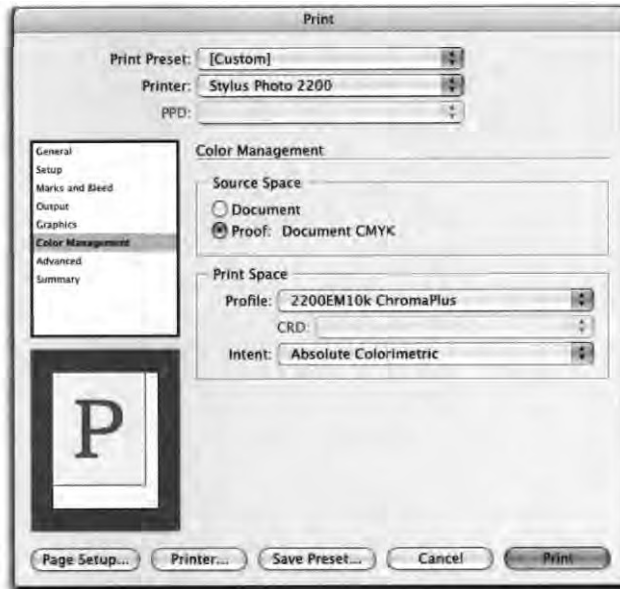 Print
Print Preset: [Custom]
Printer: Stylus Photo 2200
PPD:
General
Setup
Marks and Bleed
Output
Graphics
Color Management
Advanced
Summary
Color Management
Source Space
Document
Proof: Document CMYK
Print Space
Profile: 2200EM10k ChromaPlus
CRD:
Intent: Absolute Colorimetric
P
Page Setup... Printer... Save Preset... Cancel Print